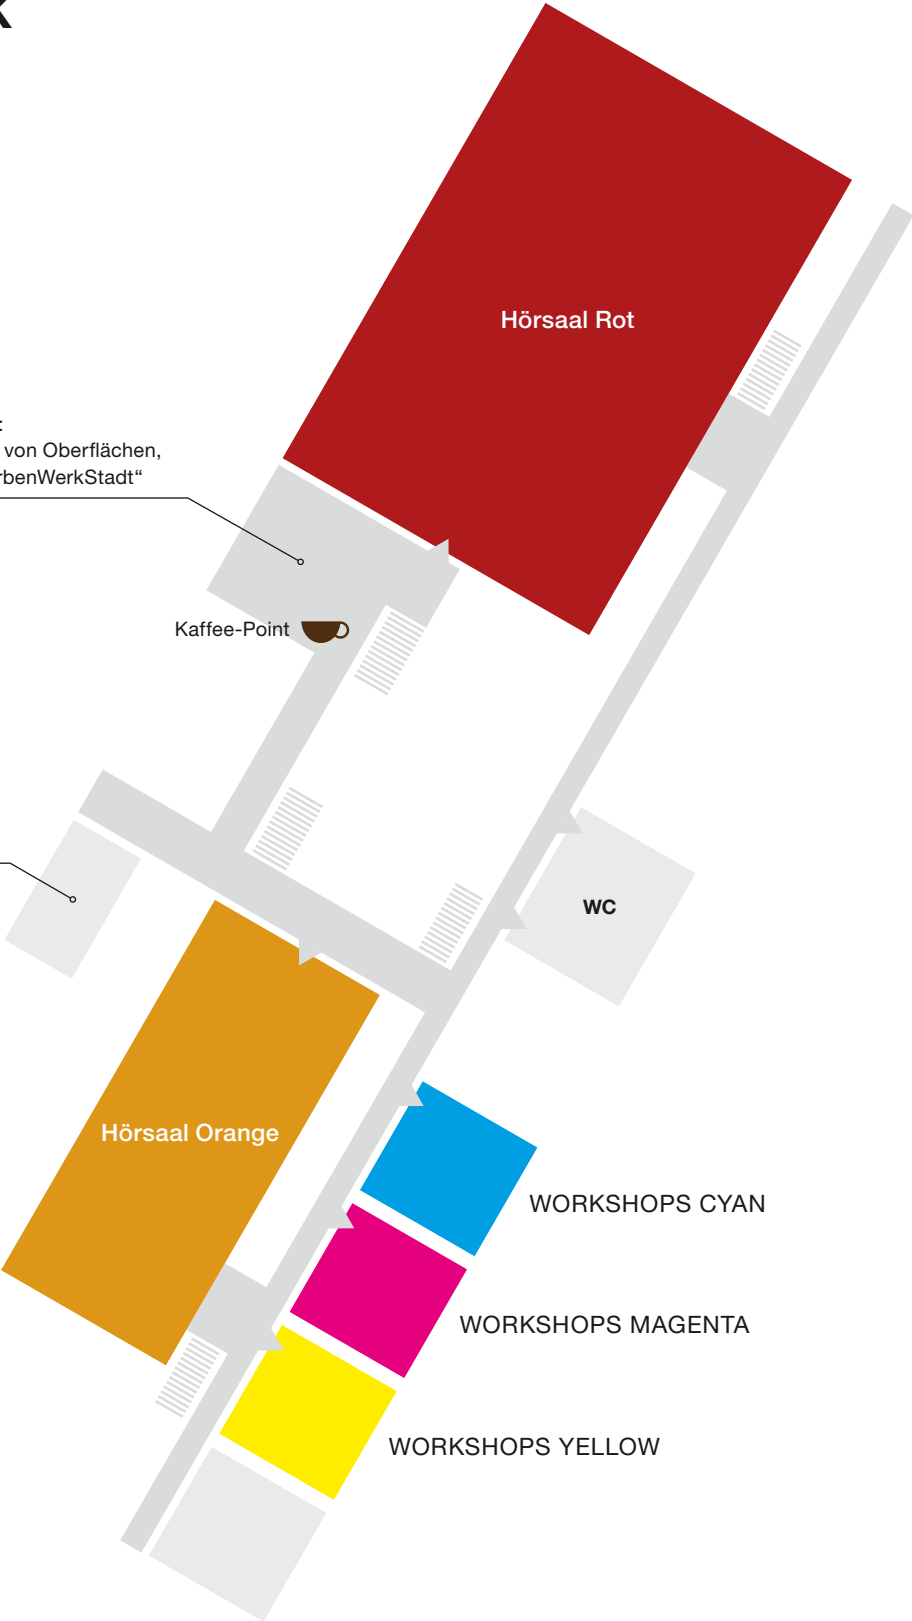 Hörsaal Rot
von Oberflächen,
rbenWerkStadt“
Kaffee-Point
WC
Hörsaal Orange
WORKSHOPS CYAN
WORKSHOPS MAGENTA
WORKSHOPS YELLOW